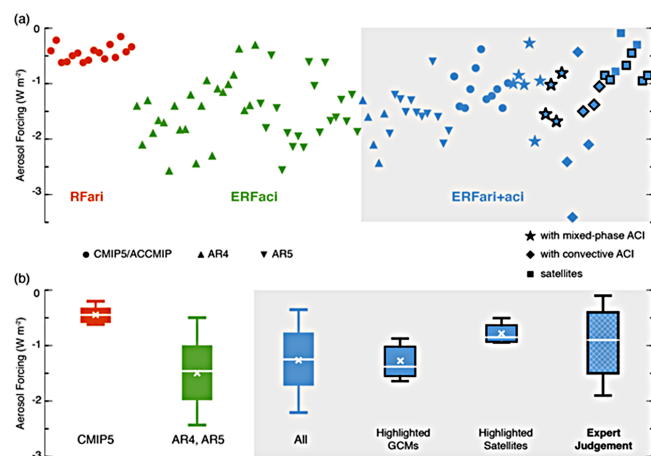 (a)
0
-1
-2
-3
Aerosol Forcing (W m-2)
RFari
ERFaci
ERFari+aci
CMIP5/ACCMIP
AR4
AR5
with mixed-phase ACI
with convective ACI
satellites
(b)
0
-1
-2
-3
Aerosol Forcing (W m-2)
CMIP5
AR4, AR5
All
Highlighted
GCMs
Highlighted
Satellites
Expert
Judgement